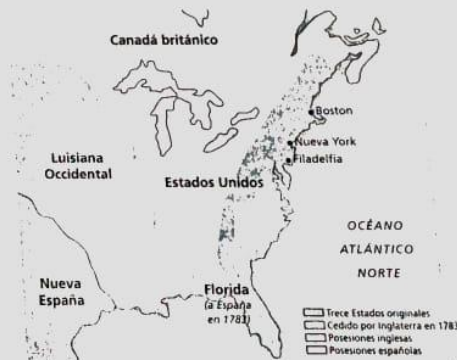 Canadá británico
Boston
Nueva York
Filadelfia
Luisiana
Occidental
Estados Unidos
OCÉANO
ATLÁNTICO
NORTE
Nueva
España
Florida
(a España
en 1783)
Trece Estados originales
Cedido por Inglaterra en 1783
Posesiones inglesas
Posesiones españolas